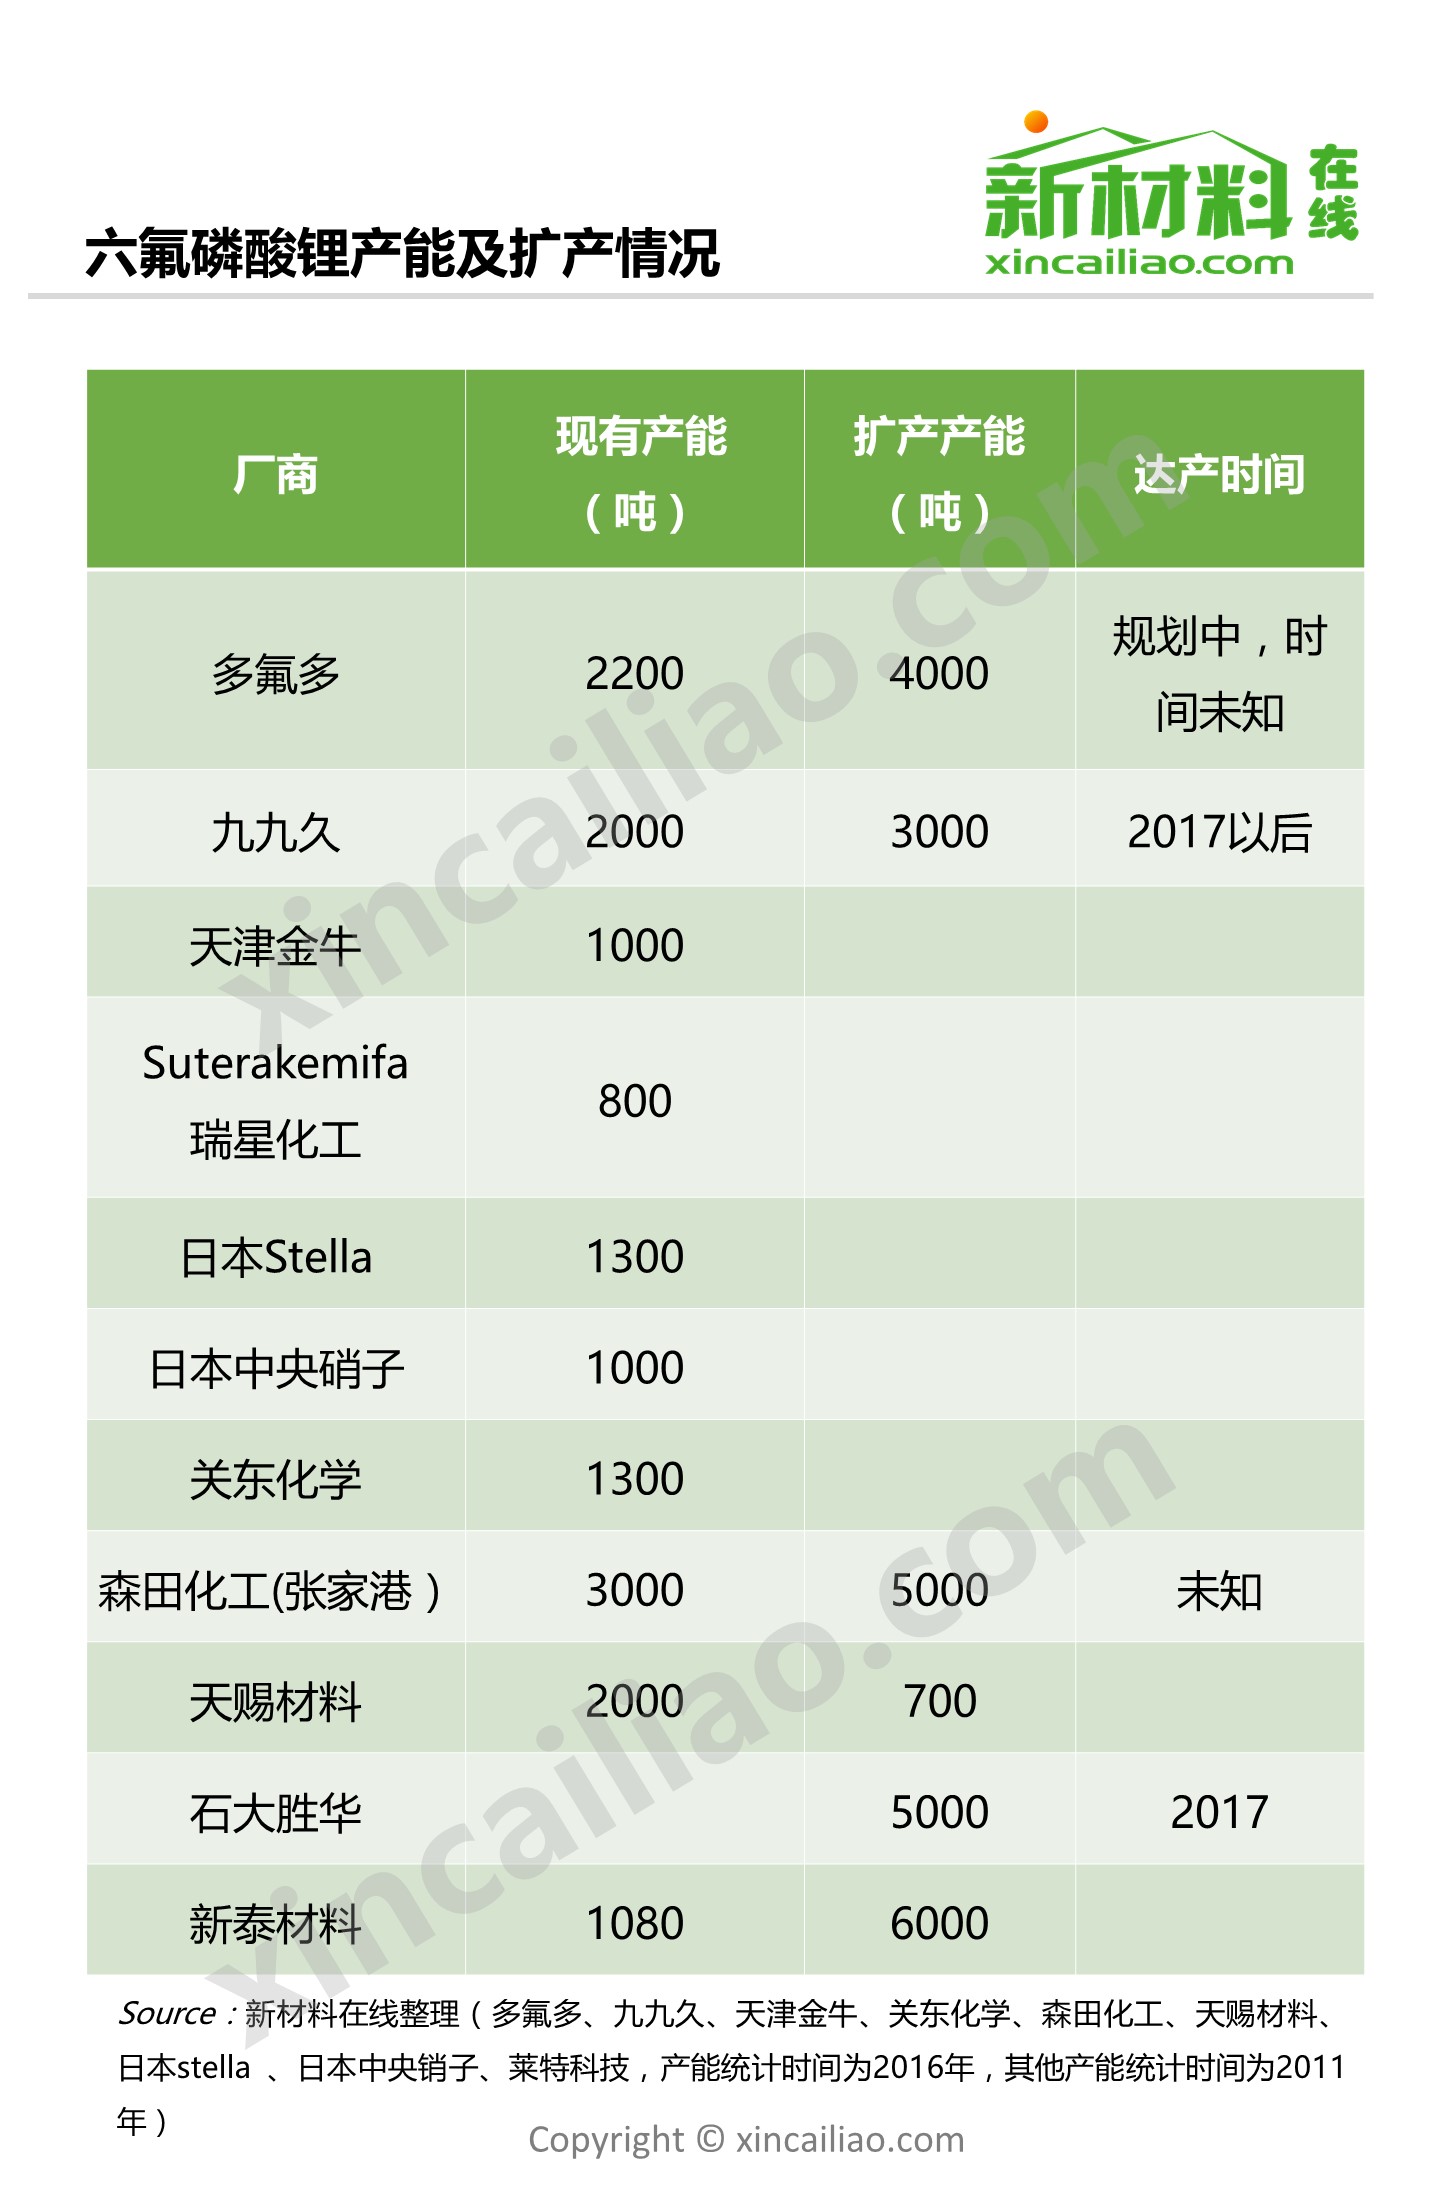 新材料在线
xincailiao.com
六氟磷酸锂产能及扩产情况
厂商
现有产能
（吨）
扩产产能
（吨）
达产时间
多氟多
2200
4000
规划中，时
间未知
九九久
2000
3000
2017以后
天津金牛
1000
Suterakemifa
瑞星化工
800
日本Stella
1300
日本中央硝子
1000
关东化学
1300
森田化工(张家港）
3000
5000
未知
天赐材料
2000
700
石大胜华
5000
2017
新泰材料
1080
6000
xincailiao.com
xincailiao.com
Source：新材料在线整理（多氟多、九九久、天津金牛、关东化学、森田化工、天赐材料、
日本stella 、日本中央销子、莱特科技，产能统计时间为2016年，其他产能统计时间为2011
年）
Copyright © xincailiao.com